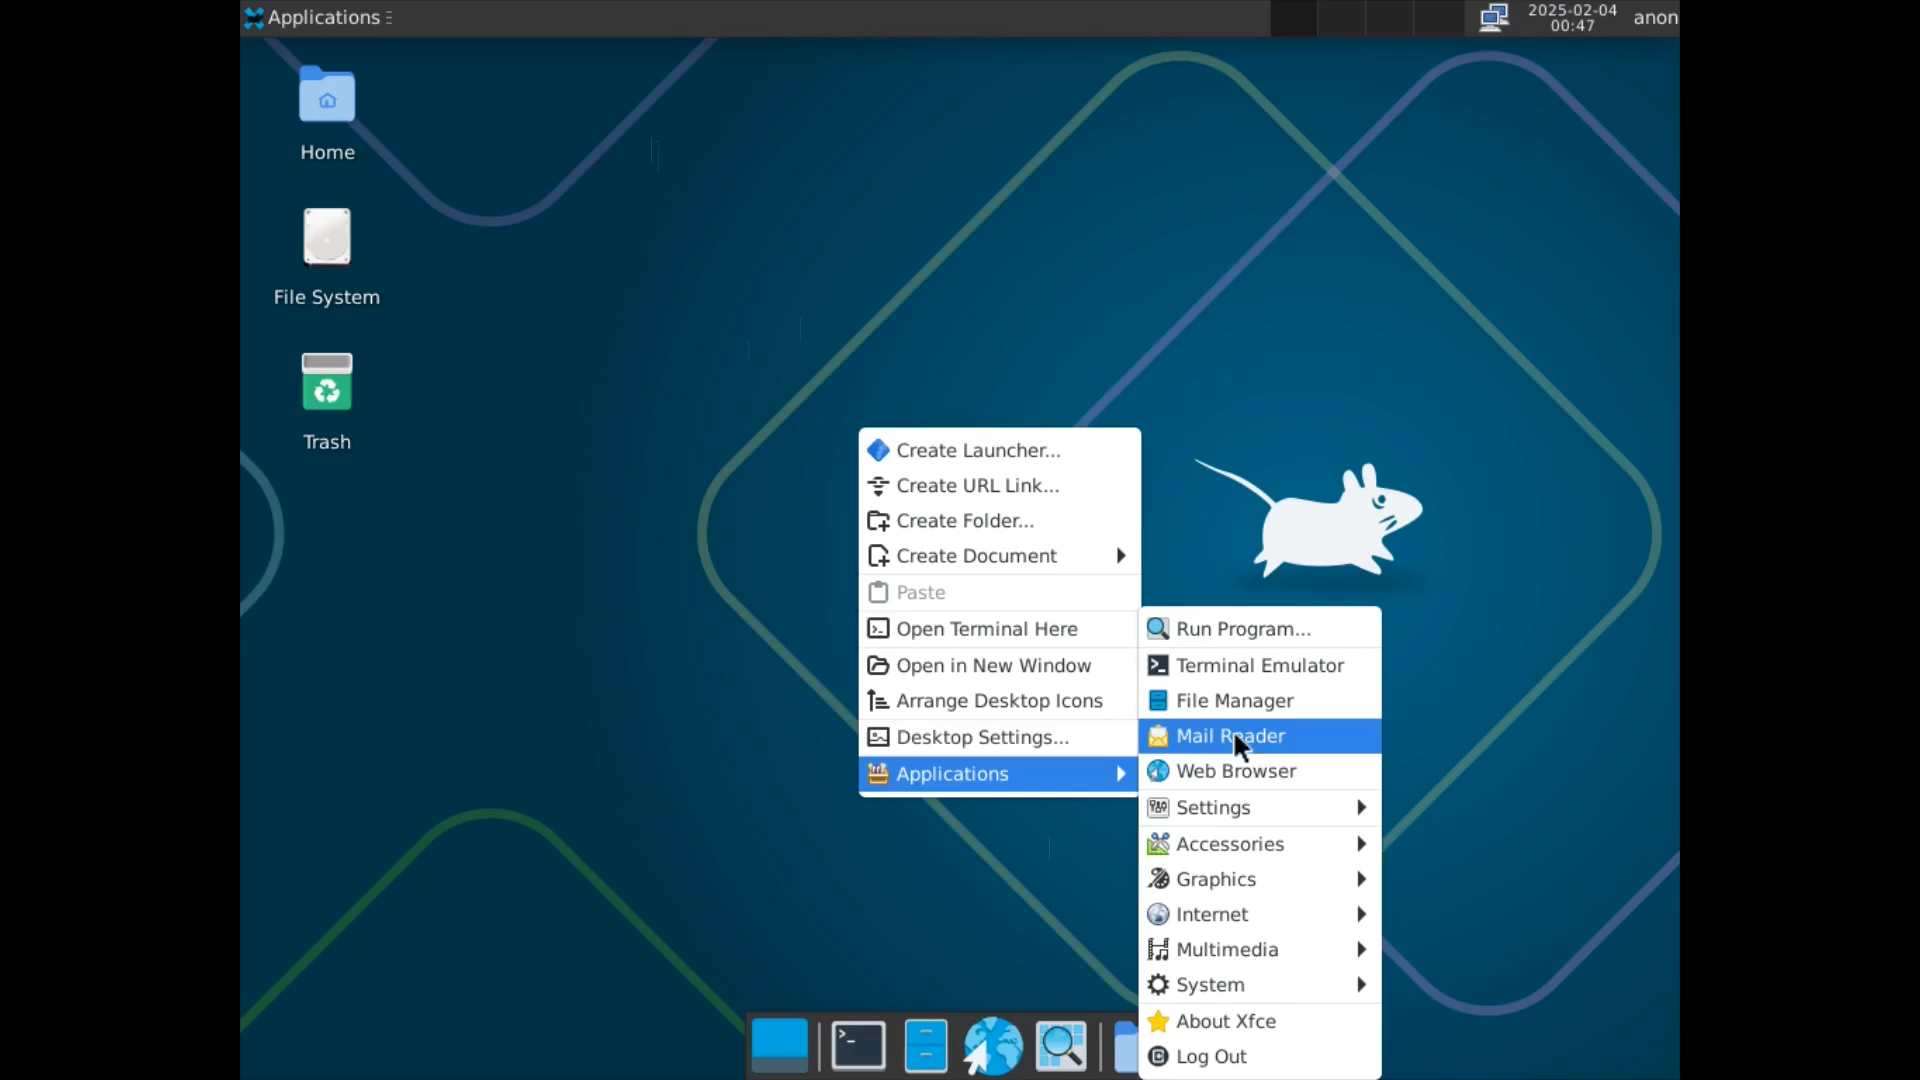 Applications
2025-02-04
00:47
anon
Home
File System
Trash
Create Launcher...
Create URL Link...
Create Folder...
Create Document
Paste
Open Terminal Here
Open in New Window
Arrange Desktop Icons
Desktop Settings...
Applications
Run Program...
Terminal Emulator
File Manager
Mail Reader
Web Browser
Settings
Accessories
Graphics
Internet
Multimedia
System
About Xfce
Log Out